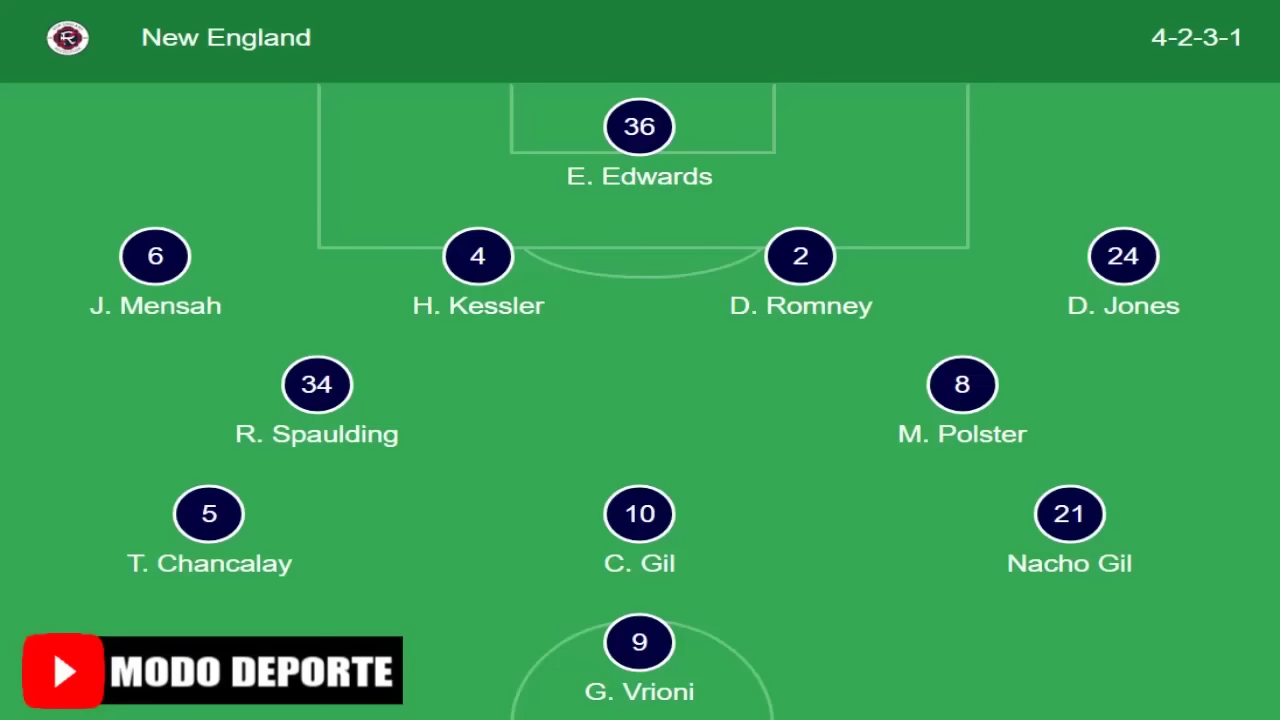 New England
4-2-3-1
36
E. Edwards
6
4
2
24
J. Mensah
H. Kessler
D. Romney
D. Jones
34
8
R. Spaulding
M. Polster
5
10
21
T. Chancalay
C. Gil
Nacho Gil
9
G. Vrioni
MODO DEPORTE